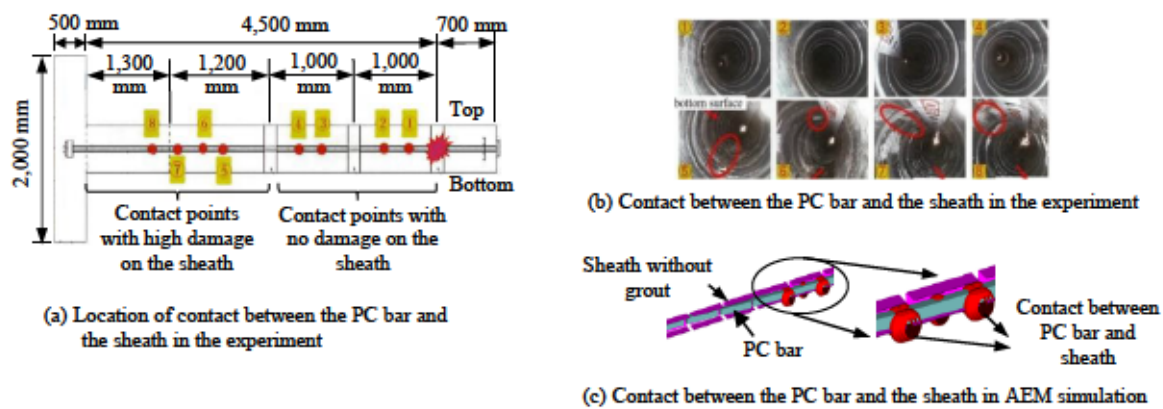 500 mm
4,500 mm
700 mm
1,300
mm
1,200
mm
1,000
mm
1,000
mm
2,000 mm
Top
8
6
4
3
2
1
7
5
Bottom
Contact points
with high damage
on the sheath
Contact points with
no damage on the
sheath
(a) Location of contact between the PC bar and
the sheath in the experiment
1
2
3
4
bottom surface
5
6
7
8
(b) Contact between the PC bar and the sheath in the experiment
Sheath without
grout
PC bar
Contact between
PC bar and
sheath
(c) Contact between the PC bar and the sheath in AEM simulation